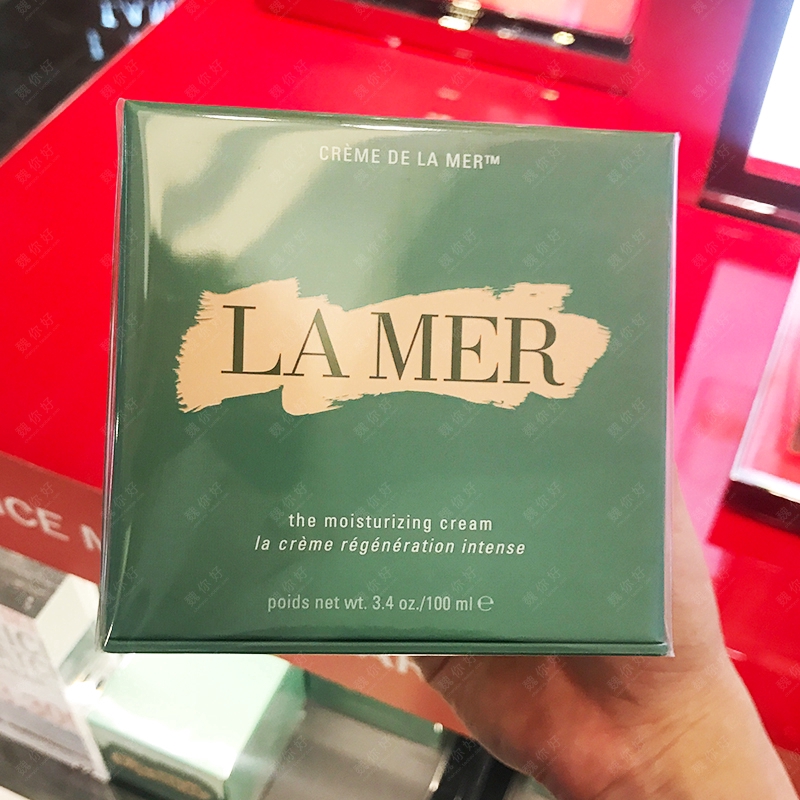 CRÈME DE LA MER™
LA MER
the moisturizing cream
la crème régénération intense
poids net wt. 3.4 oz./100 ml ℮